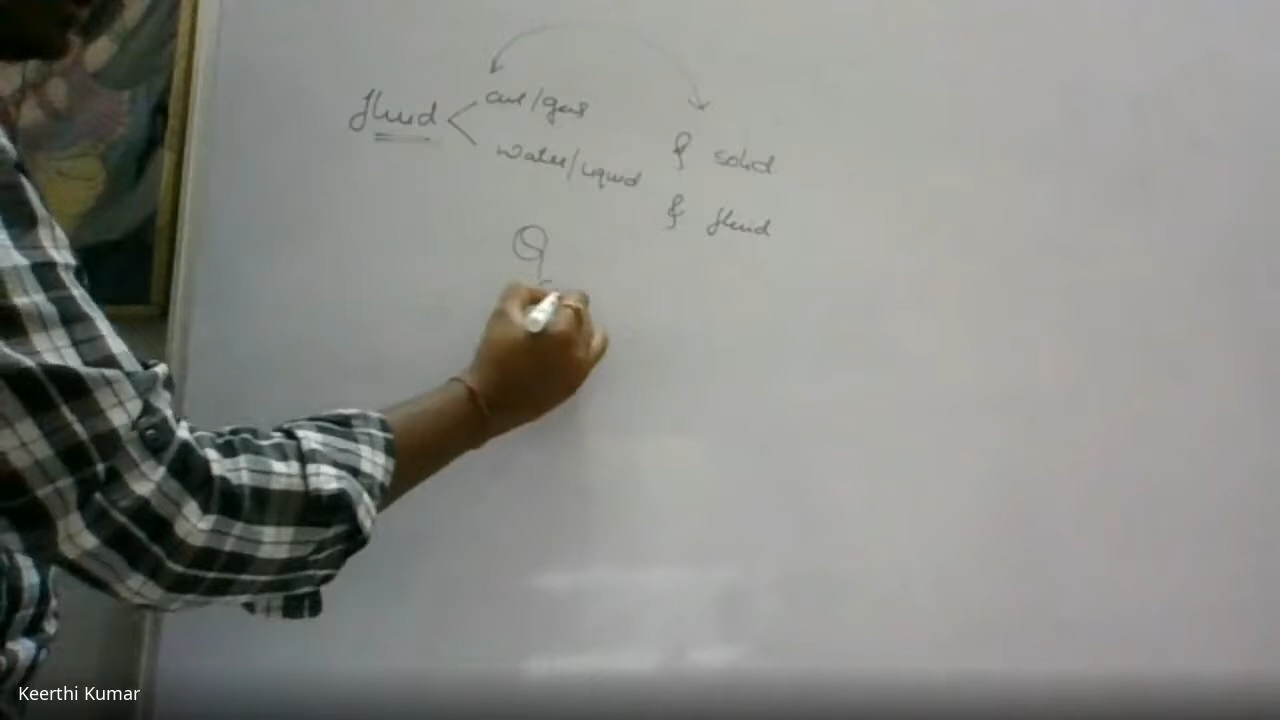 fluid < air/gas
water/liquid
& solid
& fluid
Q
Keerthi Kumar